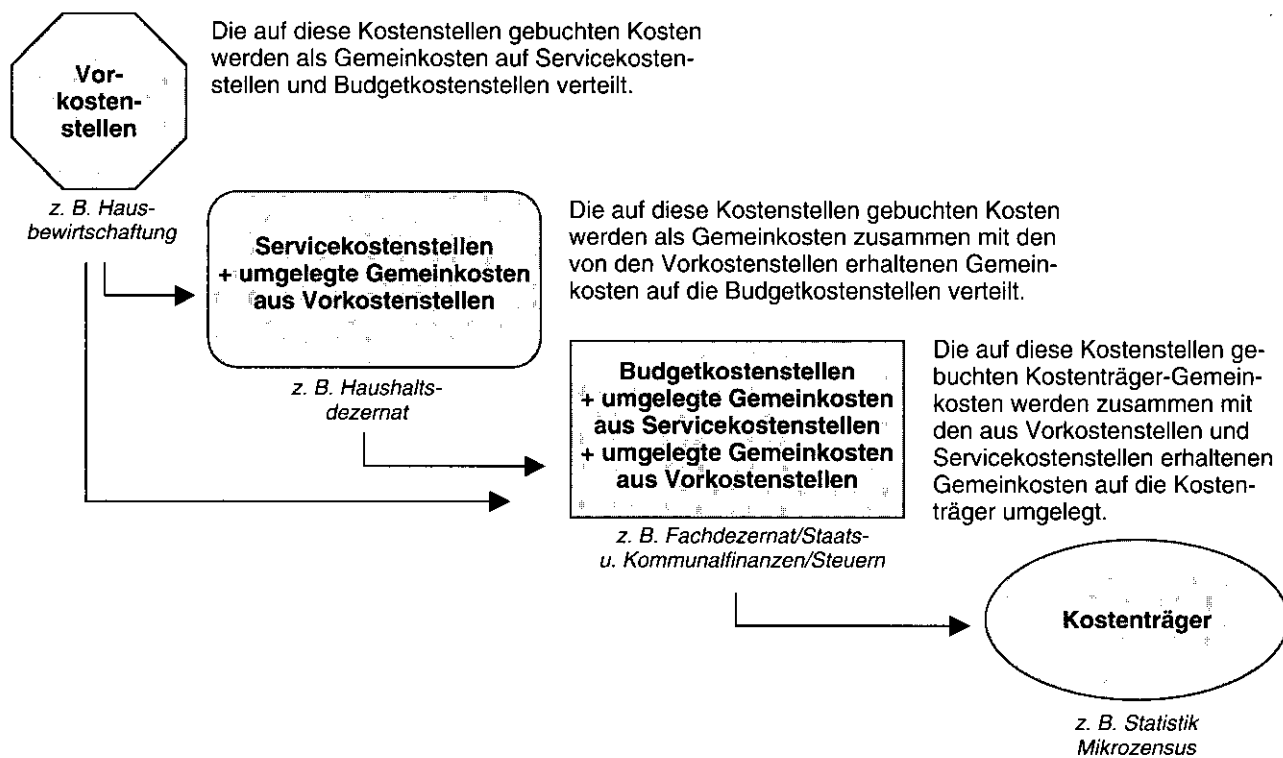 Die auf diese Kostenstellen gebuchten Kosten
werden als Gemeinkosten auf Servicekosten-
stellen und Budgetkostenstellen verteilt.
Vor-
kosten-
stellen
z. B. Haus-
bewirtschaftung
Die auf diese Kostenstellen gebuchten Kosten
werden als Gemeinkosten zusammen mit den
von den Vorkostenstellen erhaltenen Gemein-
kosten auf die Budgetkostenstellen verteilt.
Servicekostenstellen
+ umgelegte Gemeinkosten
aus Vorkostenstellen
z. B. Haushalts-
dezernat
Die auf diese Kostenstellen ge-
buchten Kostenträger-Gemein-
kosten werden zusammen mit
den aus Vorkostenstellen und
Servicekostenstellen erhaltenen
Gemeinkosten auf die Kosten-
träger umgelegt.
Budgetkostenstellen
+ umgelegte Gemeinkosten
aus Servicekostenstellen
+ umgelegte Gemeinkosten
aus Vorkostenstellen
z. B. Fachdezernat/Staats-
u. Kommunalfinanzen/Steuern
Kostenträger
z. B. Statistik
Mikrozensus